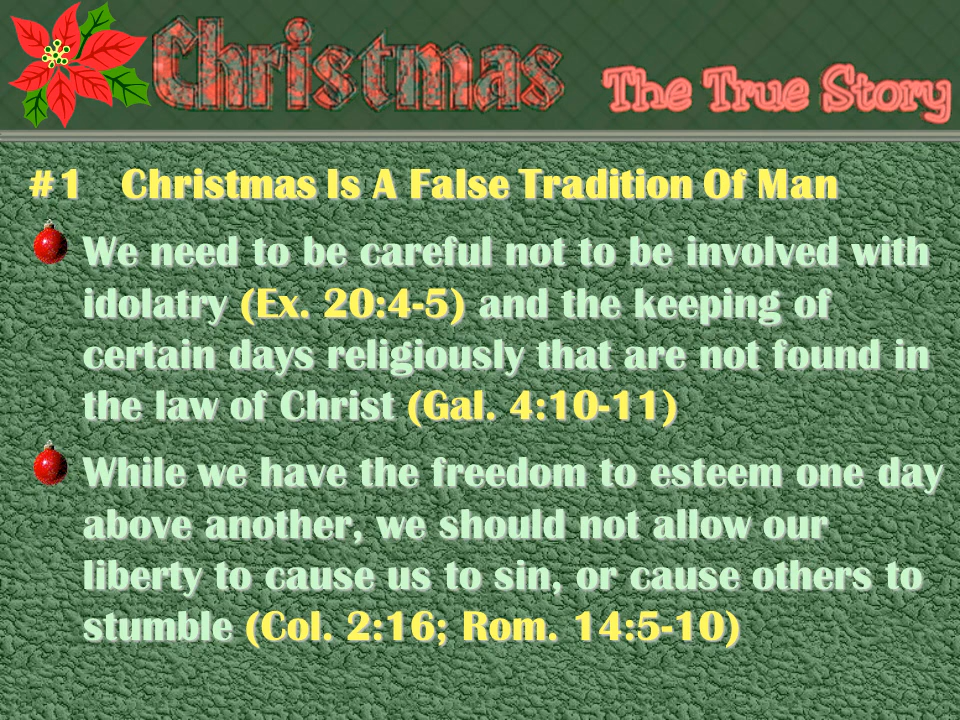 Christmas The True Story
#1 Christmas Is A False Tradition Of Man
We need to be careful not to be involved with
idolatry (Ex. 20:4-5) and the keeping of
certain days religiously that are not found in
the law of Christ (Gal. 4:10-11)
While we have the freedom to esteem one day
above another, we should not allow our
liberty to cause us to sin, or cause others to
stumble (Col. 2:16; Rom. 14:5-10)